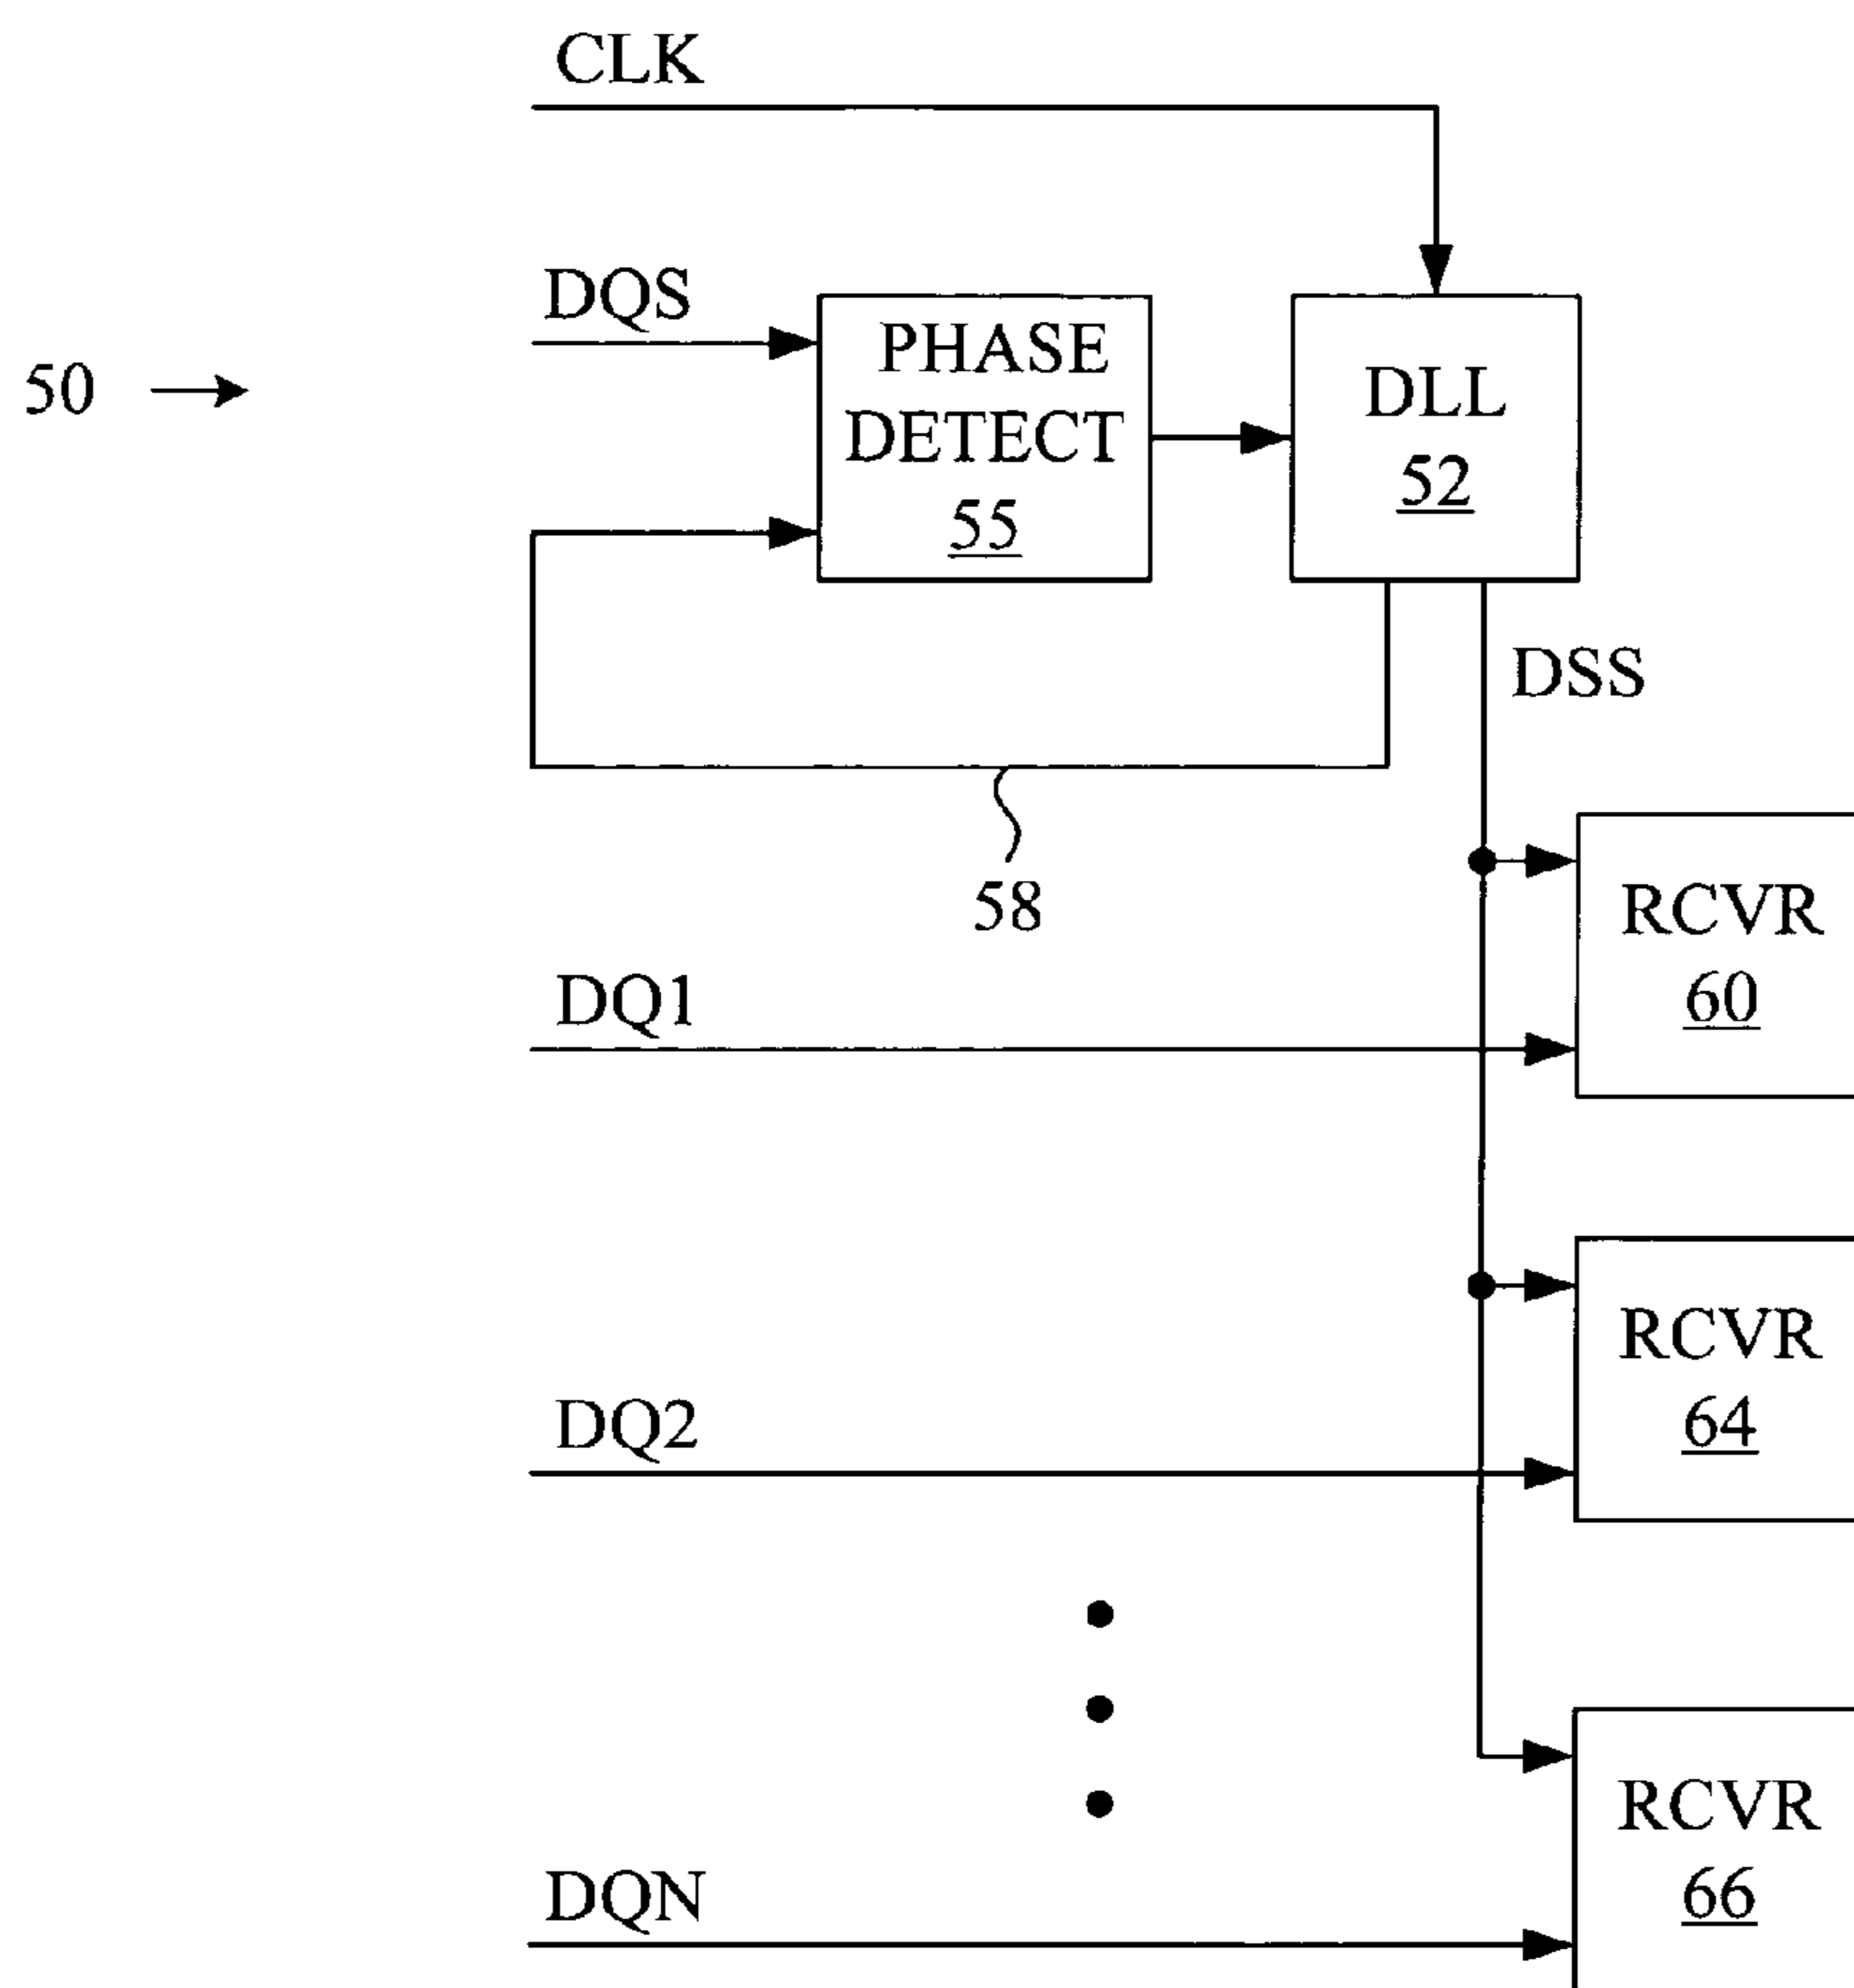 CLK
DQS
50
PHASE
DETECT
55
DLL
52
DSS
58
RCVR
60
DQ1
RCVR
64
DQ2
RCVR
66
DQN